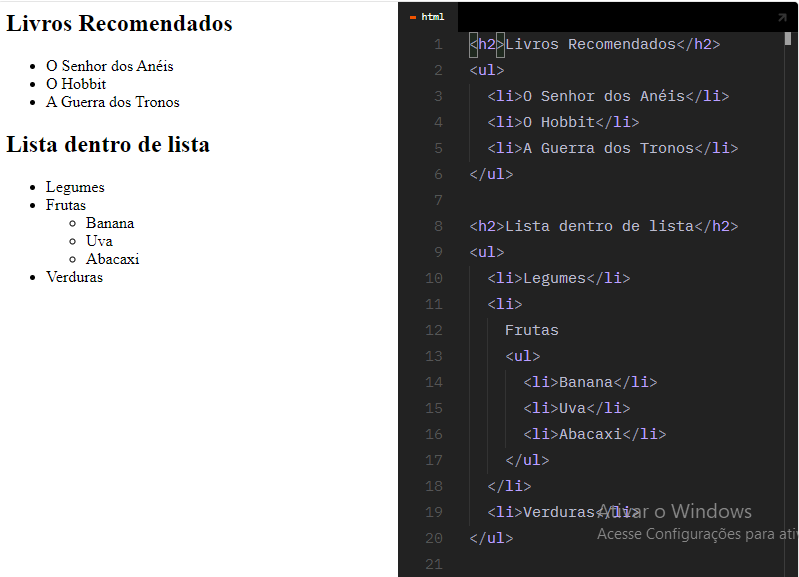 Livros Recomendados
O Senhor dos Anéis
O Hobbit
A Guerra dos Tronos
Lista dentro de lista
Legumes
Frutas
Banana
Uva
Abacaxi
Verduras
html
1 <h2>Livros Recomendados</h2>
2 <ul>
3 <li>O Senhor dos Anéis</li>
4 <li>O Hobbit</li>
5 <li>A Guerra dos Tronos</li>
6 </ul>
7
8 <h2>Lista dentro de lista</h2>
9 <ul>
10 <li>Legumes</li>
11 <li>
12 Frutas
13 <ul>
14 <li>Banana</li>
15 <li>Uva</li>
16 <li>Abacaxi</li>
17 </ul>
18 </li>
19 <li>Verduras</li>
20 </ul>
21
Ativar o Windows
Acesse Configurações para ativ